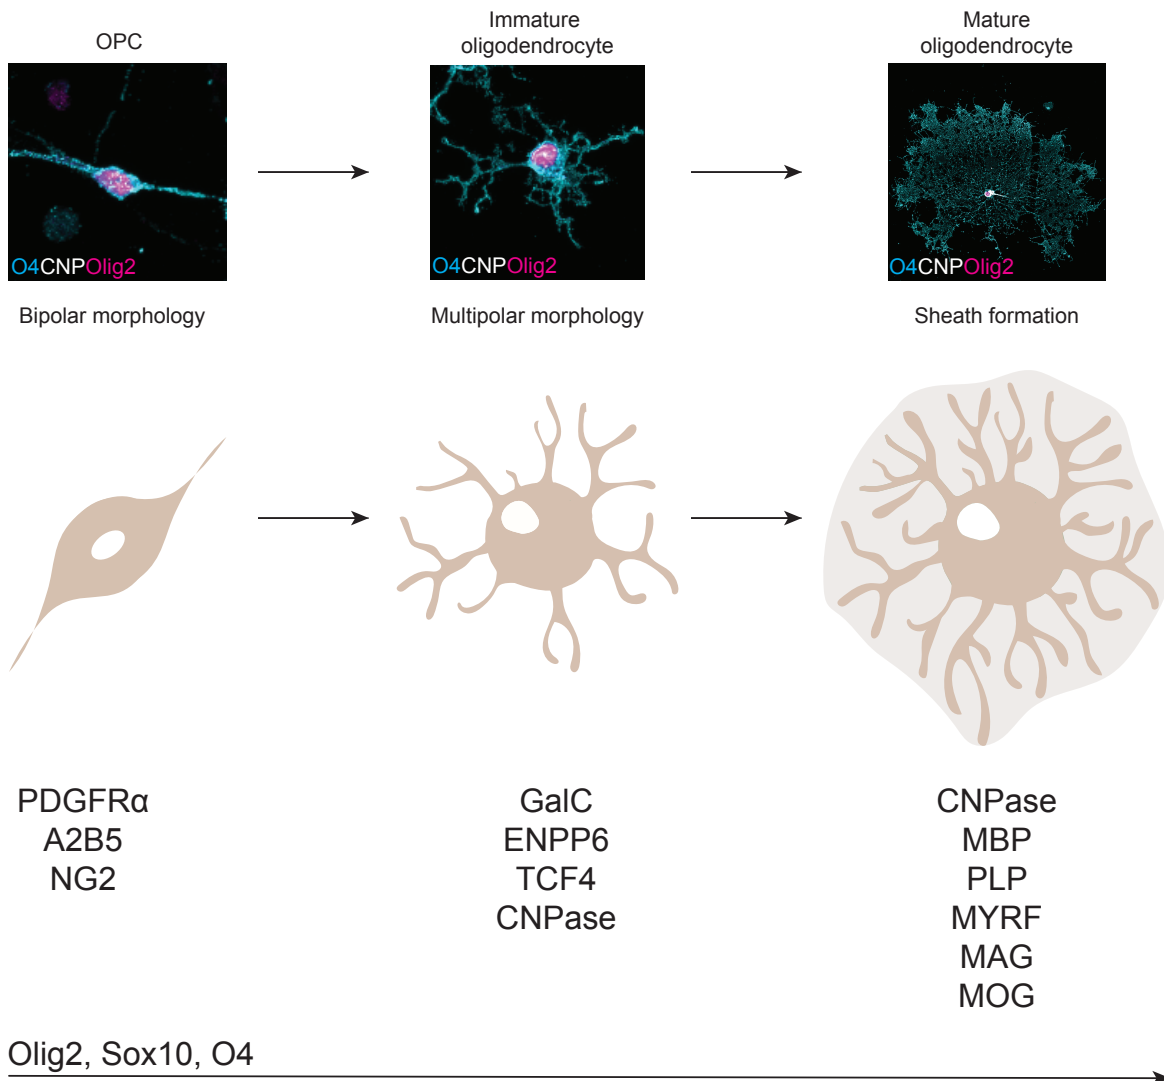 OPC
Immature
oligodendrocyte
Mature
oligodendrocyte
O4CNPOlig2
O4CNPOlig2
O4CNPOlig2
Bipolar morphology
Multipolar morphology
Sheath formation
PDGFRα
A2B5
NG2
GalC
ENPP6
TCF4
CNPase
CNPase
MBP
PLP
MYRF
MAG
MOG
Olig2, Sox10, O4